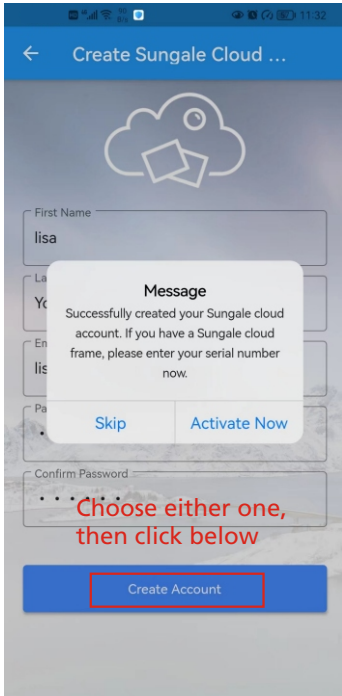 11:32
Create Sungale Cloud ...
First Name
lisa
La
Yo
Message
Successfully created your Sungale cloud
account. If you have a Sungale cloud
frame, please enter your serial number
now.
En
lis
Pa
Skip
Activate Now
Confirm Password
Choose either one,
then click below
Create Account